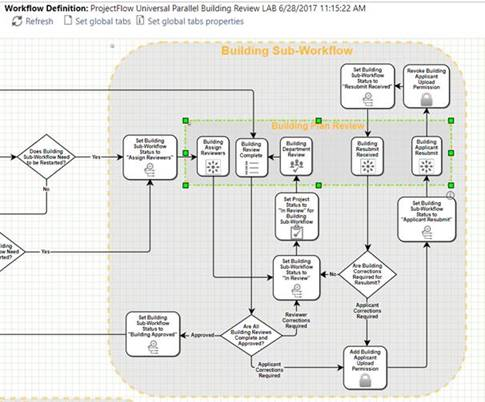 Workflow Definition: ProjectFlow Universal Parallel Building Review LAB 6/28/2017 11:15:22 AM
Refresh
Set global tabs
Set global tabs properties
Building Sub-Workflow
Set Building
Sub-Workflow
Status to
"Resubmit Received"
Revoke Building
Applicant
Upload
Permission
Building Plan Review
Does Building
Sub-Workflow Need
to be Restarted?
Yes
No
Set Building
Sub-Workflow
Status to
"Assign Reviewers"
Building
Assign
Reviewers
Building
Review
Complete
Building
Department
Review
Building
Resubmit
Received
Building
Applicant
Resubmit
Set Project
Status to
"In Review" for
Building
Sub-Workflow
Set Building
Sub-Workflow
Status to
"Applicant Resubmit"
Yes
Set Building
Sub-Workflow
Status to
"In Review"
No
Are Building
Corrections
Required for
Resubmit?
Set Building
Sub-Workflow
Status to
"Building Approved"
Approved
Are All
Building Reviews
Complete and
Approved?
Reviewer
Corrections
Required
Applicant
Corrections
Required
Applicant
Corrections
Required
Add Building
Applicant
Upload
Permission